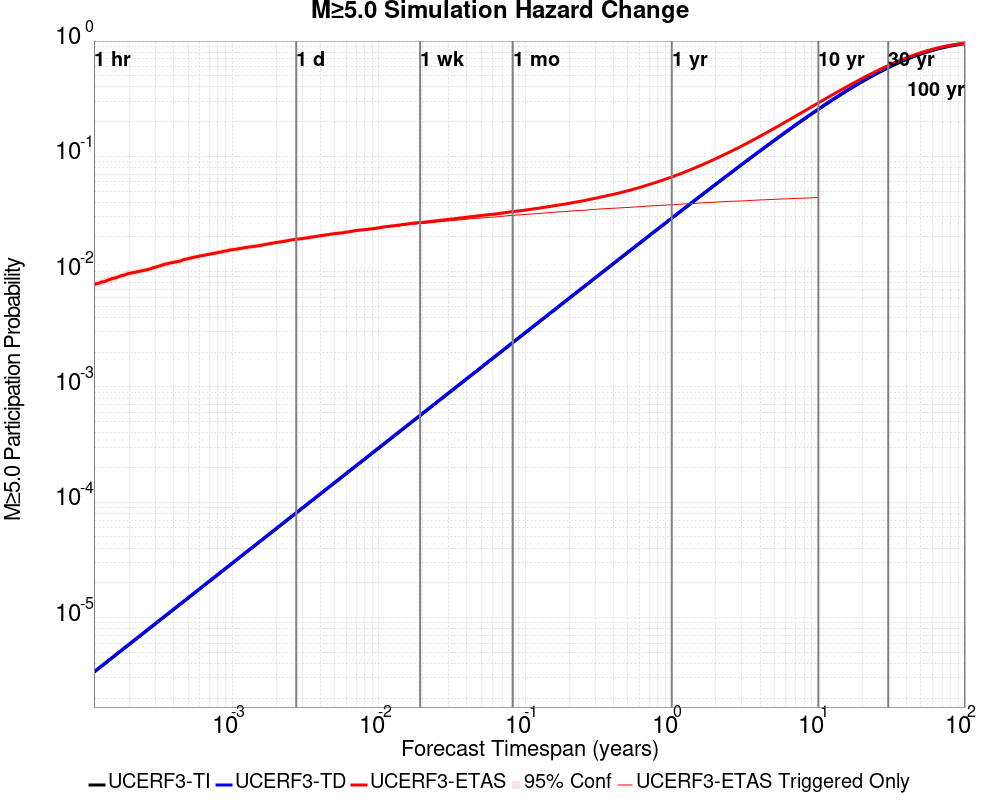 M≥5.0 Simulation Hazard Change
10^0
10^-1
10^-2
10^-3
10^-4
10^-5
M≥5.0 Participation Probability
1 hr
1 d
1 wk
1 mo
1 yr
10 yr
30 yr
100 yr
10^-3
10^-2
10^-1
10^0
10^1
10^2
Forecast Timespan (years)
UCERF3-TI UCERF3-TD UCERF3-ETAS 95% Conf UCERF3-ETAS Triggered Only